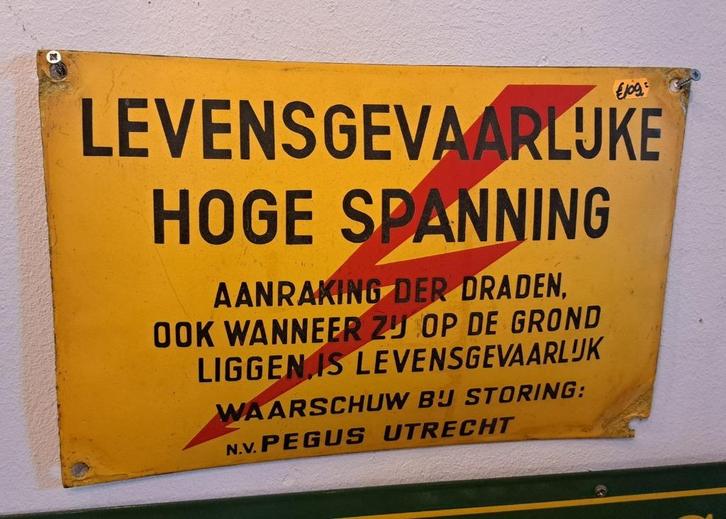 €109,=
LEVENSGEVAARLIJKE
HOGE SPANNING
AANRAKING DER DRADEN,
OOK WANNEER ZIJ OP DE GROND
LIGGEN, IS LEVENSGEVAARLIJK
WAARSCHUW BIJ STORING:
N.V. PEGUS UTRECHT